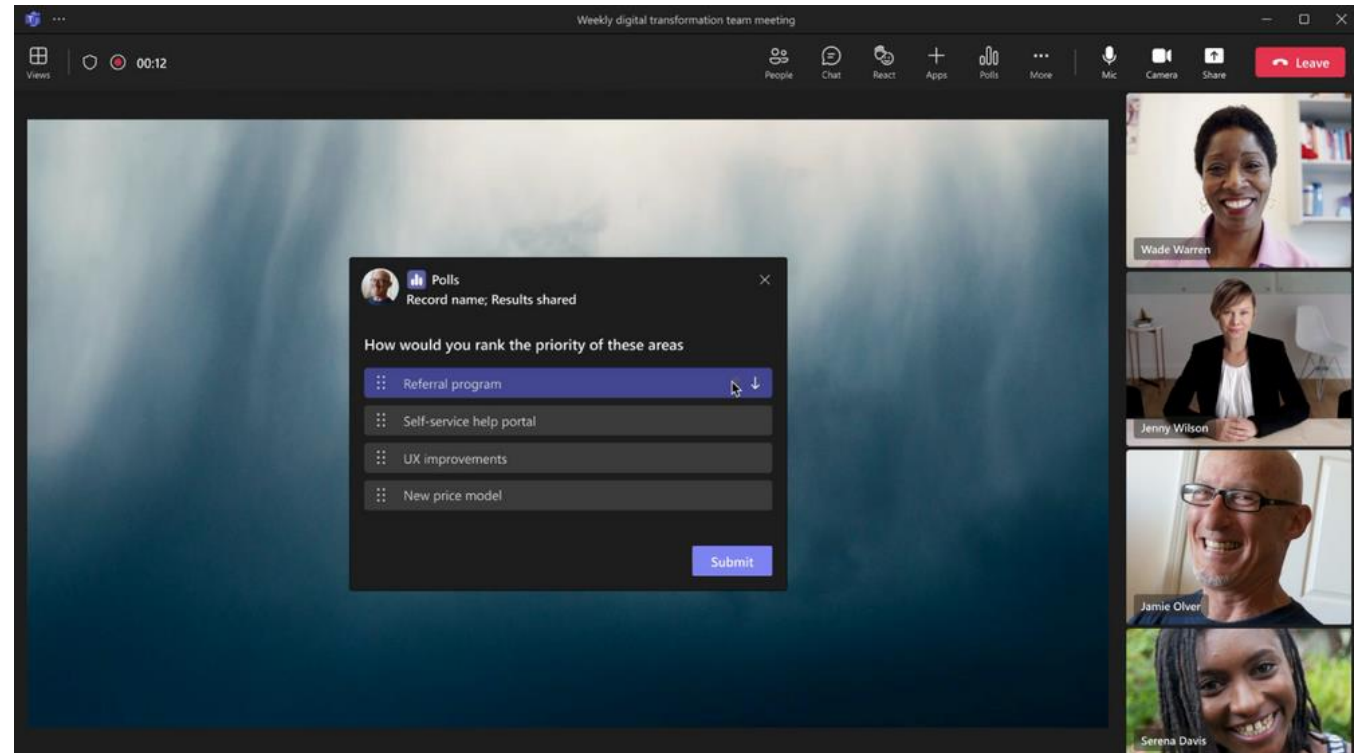 Weekly digital transformation team meeting
Views
00:12
People
Chat
React
Apps
Polls
More
Mic
Camera
Share
Leave
Polls
Record name; Results shared
How would you rank the priority of these areas
Referral program
Self-service help portal
UX improvements
New price model
Submit
Wade Warren
Jenny Wilson
Jamie Olver
Serena Davis